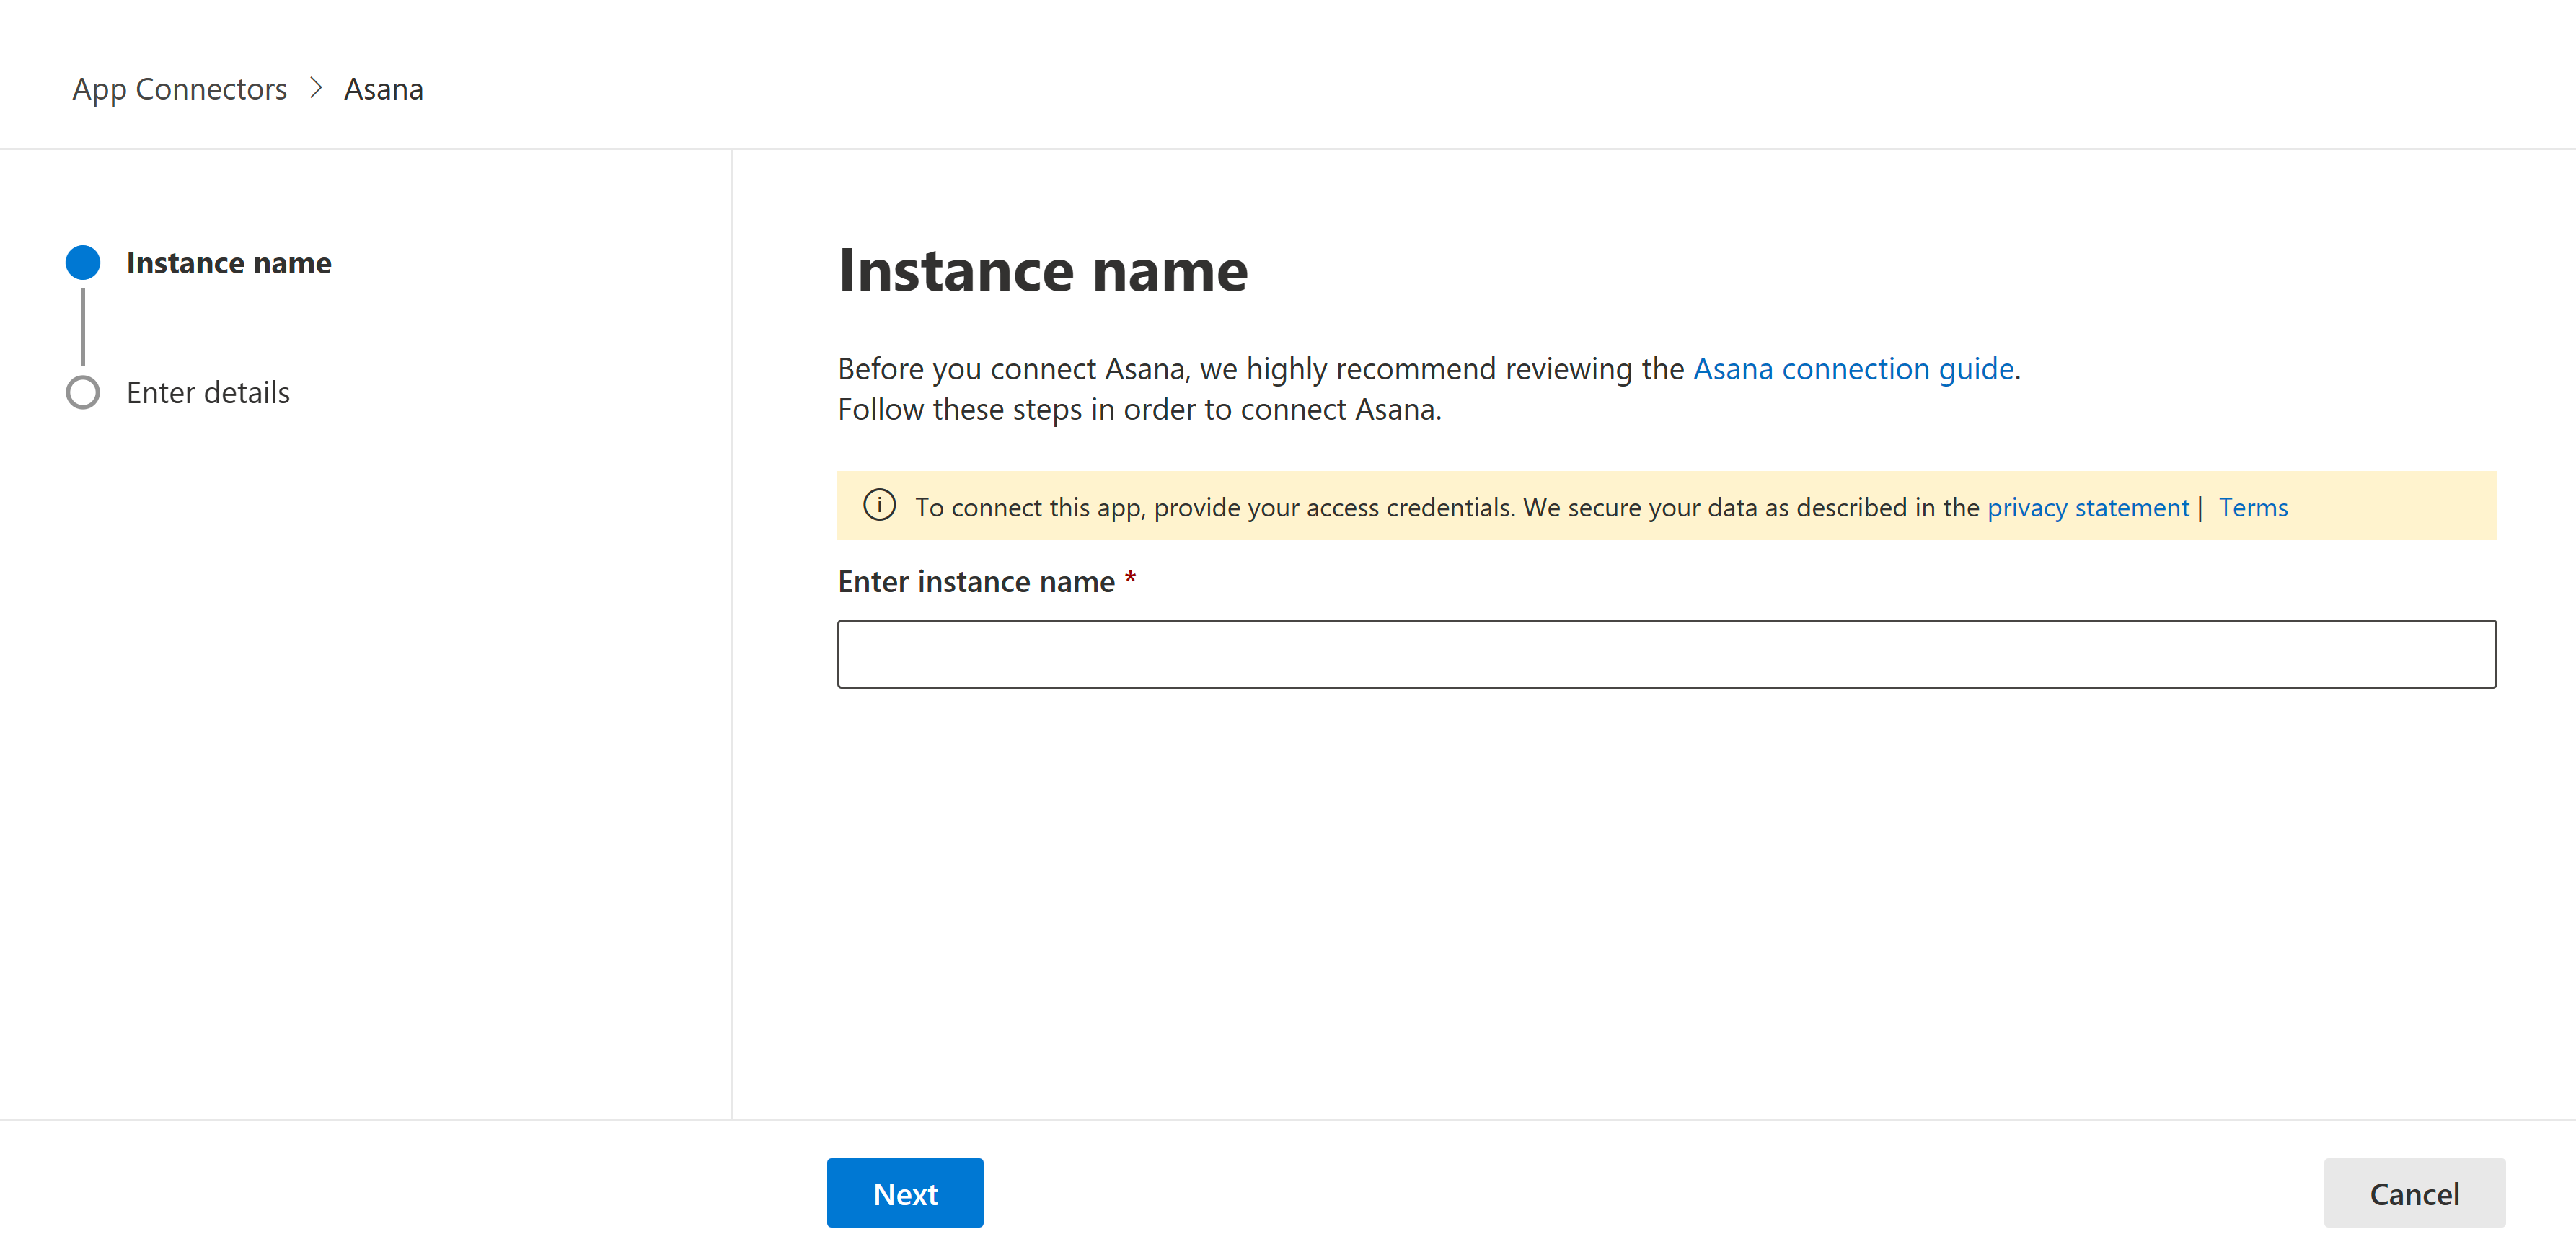 App Connectors > Asana
Instance name
Enter details
Instance name
Before you connect Asana, we highly recommend reviewing the Asana connection guide.
Follow these steps in order to connect Asana.
To connect this app, provide your access credentials. We secure your data as described in the privacy statement | Terms
Enter instance name *
Next
Cancel